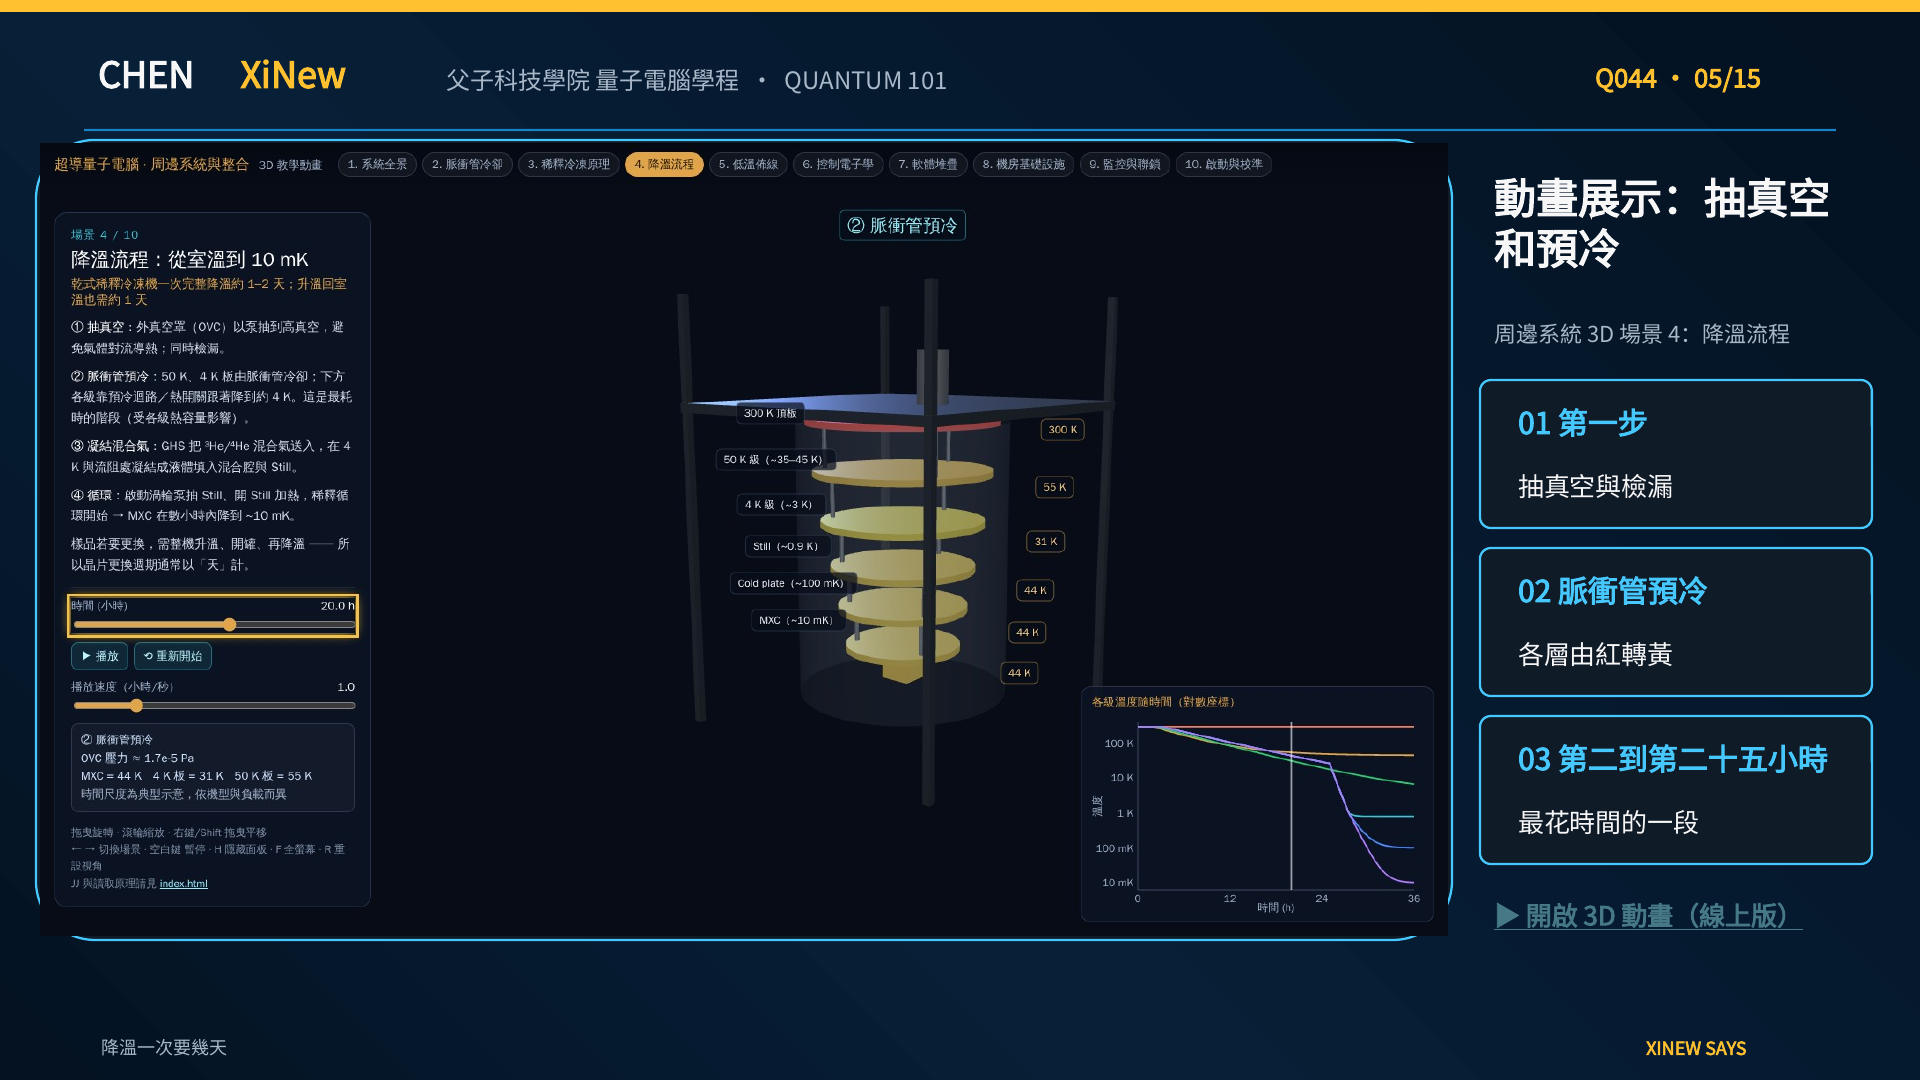 CHEN XiNew
父子科技學院 量子電腦學程 · QUANTUM 101
Q044 · 05/15
超導量子電腦 · 周邊系統與整合 3D 教學動畫
1. 系統全景
2. 脈衝管冷卻
3. 稀釋冷凍原理
4. 降溫流程
5. 低溫佈線
6. 控制電子學
7. 軟體堆疊
8. 機房基礎設施
9. 監控與聯鎖
10. 啟動與校準
場景 4 / 10
降溫流程：從室溫到 10 mK
乾式稀釋冷凍機一次完整降溫約 1–2 天；升溫回室
溫也需約 1 天
① 抽真空：外真空罩（OVC）以泵抽到高真空，避
免氣體對流導熱；同時檢漏。
② 脈衝管預冷：50 K、4 K 板由脈衝管冷卻；下方
各級靠預冷迴路／熱開關跟著降到約 4 K。這是最耗
時的階段（受各級熱容量影響）。
③ 凝結混合氣：GHS 把 ³He/⁴He 混合氣送入，在 4
K 與流阻處凝結成液體填入混合腔與 Still。
④ 循環：啟動渦輪泵抽 Still、開 Still 加熱，稀釋循
環開始 → MXC 在數小時內降到 ~10 mK。
樣品若要更換，需整機升溫、開罐、再降溫 —— 所
以晶片更換週期通常以「天」計。
時間 (小時) 20.0 h
▶ 播放
⟲ 重新開始
播放速度（小時/秒） 1.0
② 脈衝管預冷
OVC 壓力 ≈ 1.7e-5 Pa
MXC = 44 K 4 K 板 = 31 K 50 K 板 = 55 K
時間尺度為典型示意，依機型與負載而異
拖曳旋轉 · 滾輪縮放 · 右鍵/Shift 拖曳平移
← → 切換場景 · 空白鍵 暫停 · H 隱藏面板 · F 全螢幕 · R 重
設視角
JJ 與讀取原理請見 index.html
② 脈衝管預冷
300 K 頂板
50 K 級（~35–45 K）
4 K 級（~3 K）
Still（~0.9 K）
Cold plate（~100 mK）
MXC（~10 mK）
300 K
55 K
31 K
44 K
44 K
44 K
各級溫度隨時間（對數座標）
100 K
10 K
1 K
100 mK
10 mK
溫度
0 12 24 36
時間 (h)
動畫展示：抽真空
和預冷
周邊系統 3D 場景 4：降溫流程
01 第一步
抽真空與檢漏
02 脈衝管預冷
各層由紅轉黃
03 第二到第二十五小時
最花時間的一段
▶ 開啟 3D 動畫（線上版）
降溫一次要幾天
XINEW SAYS